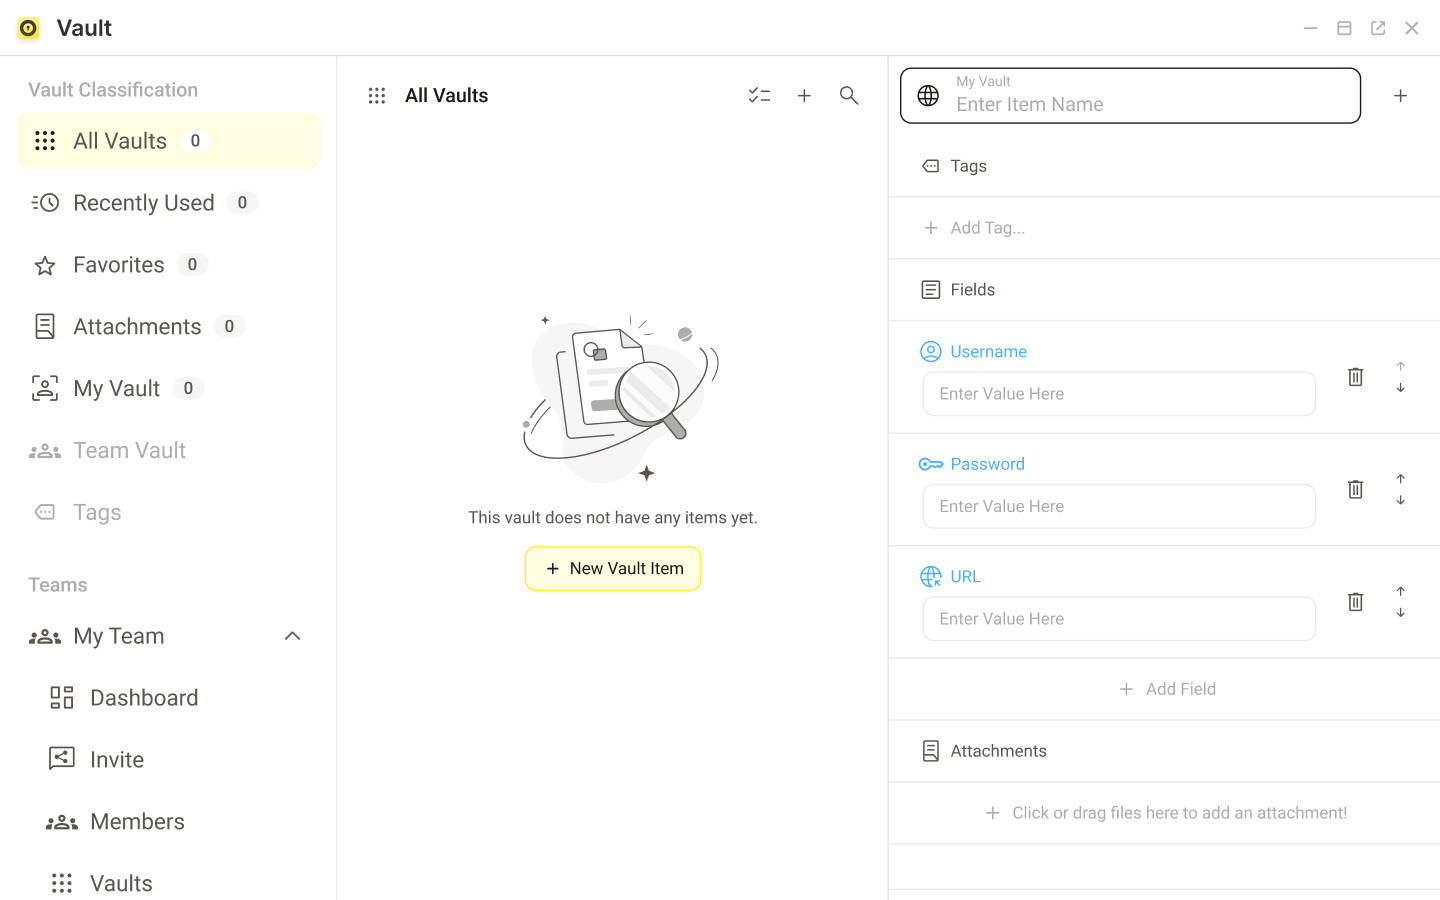 Vault
Vault Classification
All Vaults 0
Recently Used 0
Favorites 0
Attachments 0
My Vault 0
Team Vault
Tags
Teams
My Team
Dashboard
Invite
Members
Vaults
All Vaults
This vault does not have any items yet.
New Vault Item
My Vault
Enter Item Name
Tags
Add Tag...
Fields
Username
Enter Value Here
Password
Enter Value Here
URL
Enter Value Here
Add Field
Attachments
Click or drag files here to add an attachment!